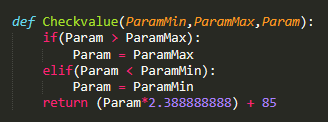 def Checkvalue(ParamMin,ParamMax,Param):
    if(Param > ParamMax):
        Param = ParamMax
    elif(Param < ParamMin):
        Param = ParamMin
    return (Param*2.388888888) + 85